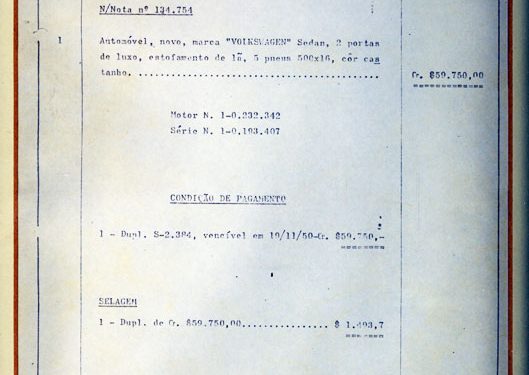 N/Nota nº 134.754
1 Automóvel, novo, marca "VOLKSWAGEN" Sedan, 2 portas
de luxo, estofamento de lã, 5 pneus 500x16, côr cas
tanho, ........................................... Cr. $59.750,00
Motor N. 1-0.232.342
Série N. 1-0.193.407
CONDIÇÃO DE PAGAMENTO
1 - Dupl. S-2.384, vencível em 19/11/50-Cr. $59.750,-
SELAGEM
1 - Dupl. de Cr. $59.750,00................ $ 1.493,7